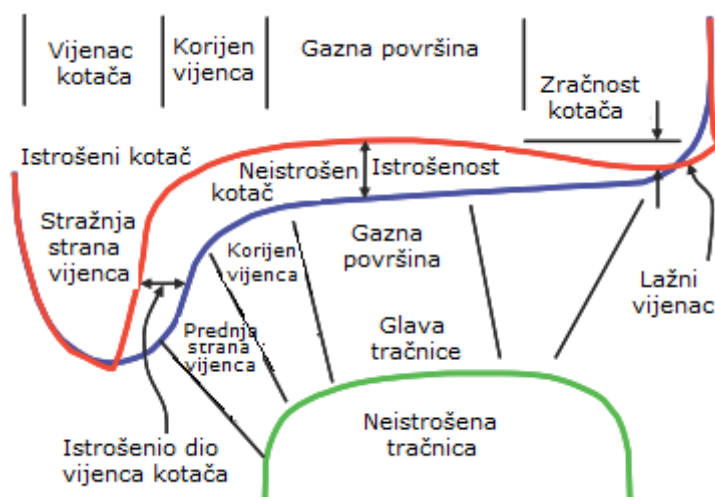 Vijenac
kotača
Korijen
vijenca
Gazna površina
Zračnost
kotača
Istrošeni kotač
Neistrošen
kotač
Istrošenost
Stražnja
strana
vijenca
Korijen
vijenca
Gazna
površina
Lažni
vijenac
Prednja
strana
vijenca
Glava
tračnice
Istrošenio dio
vijenca kotača
Neistrošena
tračnica